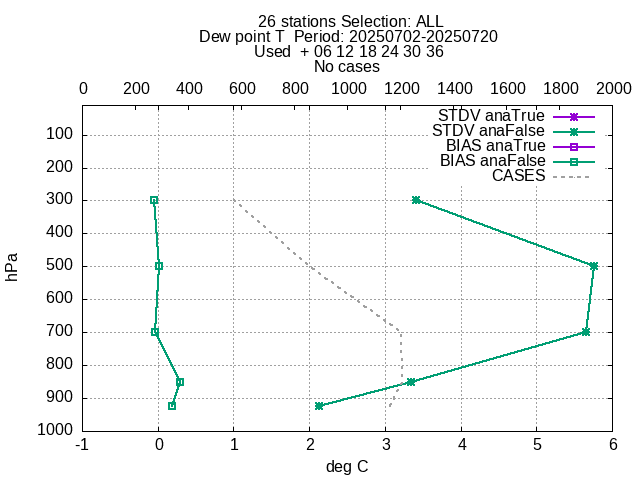 26 stations Selection: ALL
Dew point T  Period: 20250702-20250720
Used  + 06 12 18 24 30 36
No cases
0 200 400 600 800 1000 1200 1400 1600 1800 2000
STDV anaTrue
STDV anaFalse
BIAS anaTrue
BIAS anaFalse
CASES
100
200
300
400
500
600
700
800
900
1000
hPa
-1 0 1 2 3 4 5 6
deg C